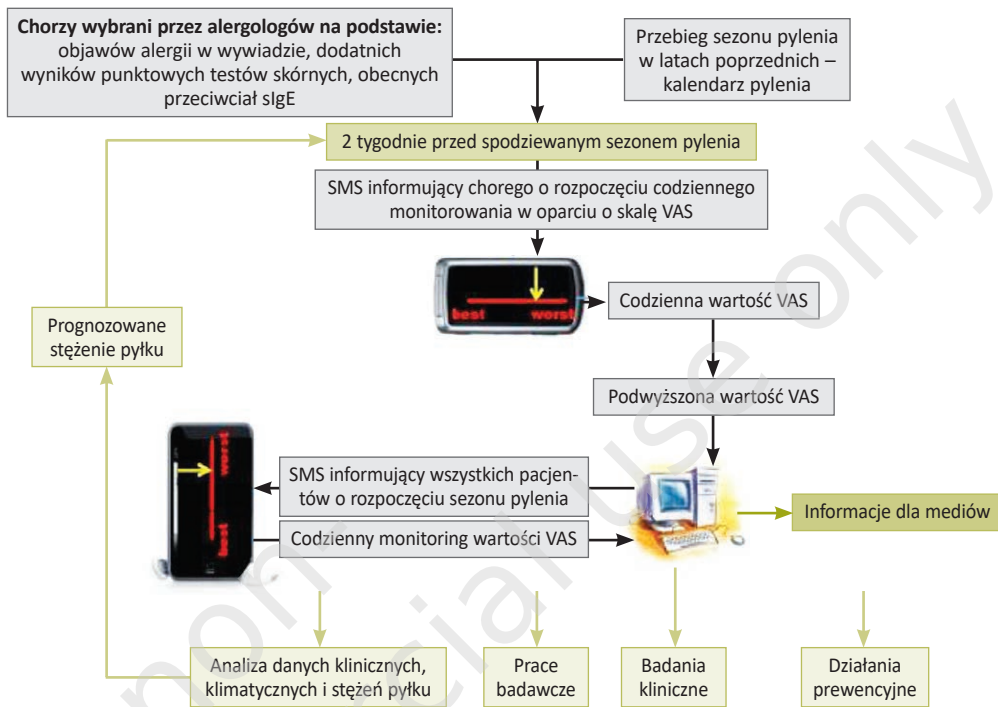 Chorzy wybrani przez alergologów na podstawie:
objawów alergii w wywiadzie, dodatnich
wyników punktowych testów skórnych, obecnych
przeciwciał sIgE
Przebieg sezonu pylenia
w latach poprzednich –
kalendarz pylenia
2 tygodnie przed spodziewanym sezonem pylenia
SMS informujący chorego o rozpoczęciu codziennego
monitorowania w oparciu o skalę VAS
best worst
Codzienna wartość VAS
Prognozowane
stężenie pyłku
Podwyższona wartość VAS
worst
best
SMS informujący wszystkich pacjen-
tów o rozpoczęciu sezonu pylenia
Codzienny monitoring wartości VAS
Informacje dla mediów
Analiza danych klinicznych,
klimatycznych i stężeń pyłku
Prace
badawcze
Badania
kliniczne
Działania
prewencyjne
non-
cial use only